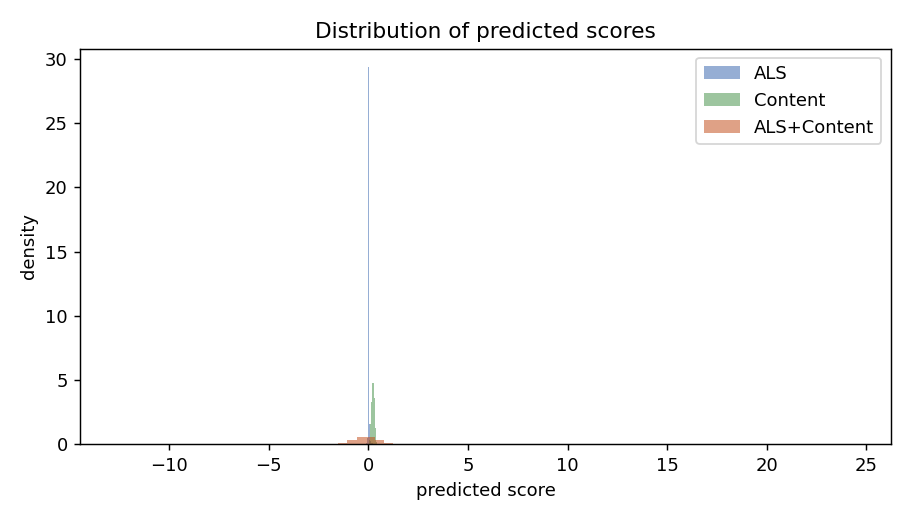 Distribution of predicted scores
30
25
20
15
10
5
0
density
ALS
Content
ALS+Content
−10
−5
0
5
10
15
20
25
predicted score